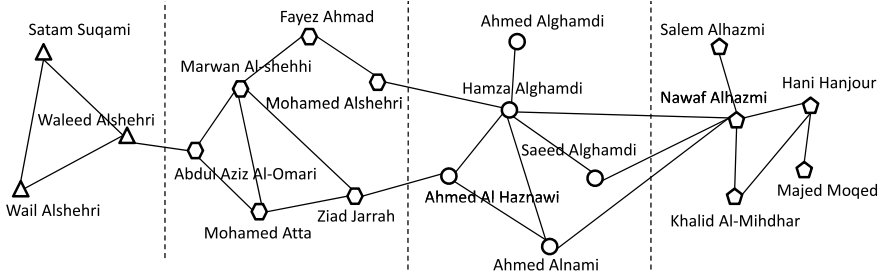 Satam Suqami
Waleed Alshehri
Wail Alshehri
Fayez Ahmad
Marwan Al-shehhi
Mohamed Alshehri
Abdul Aziz Al-Omari
Mohamed Atta
Ziad Jarrah
Ahmed Alghamdi
Hamza Alghamdi
Saeed Alghamdi
Ahmed Al Haznawi
Ahmed Alnami
Salem Alhazmi
Nawaf Alhazmi
Hani Hanjour
Majed Moqed
Khalid Al-Mihdhar